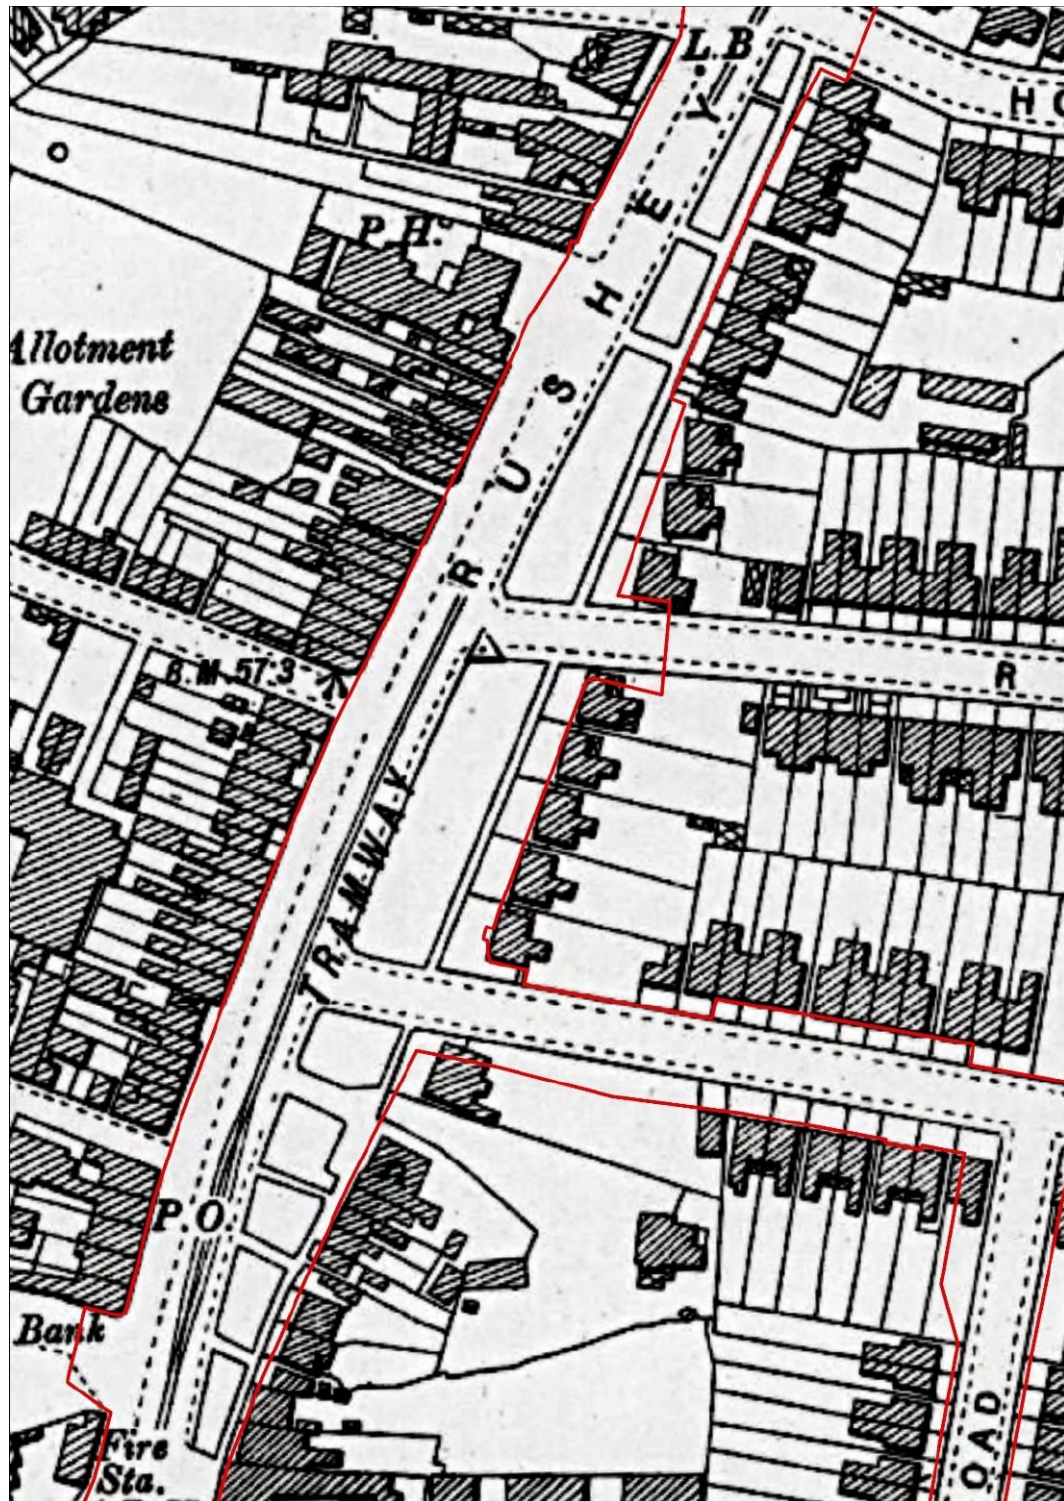 L. B
H
P. H.
Allotment
Gardens
RUSHEY
B.M. 57.3
R
TRAMWAY
P.O.
Bank
Fire
Sta.
OAD